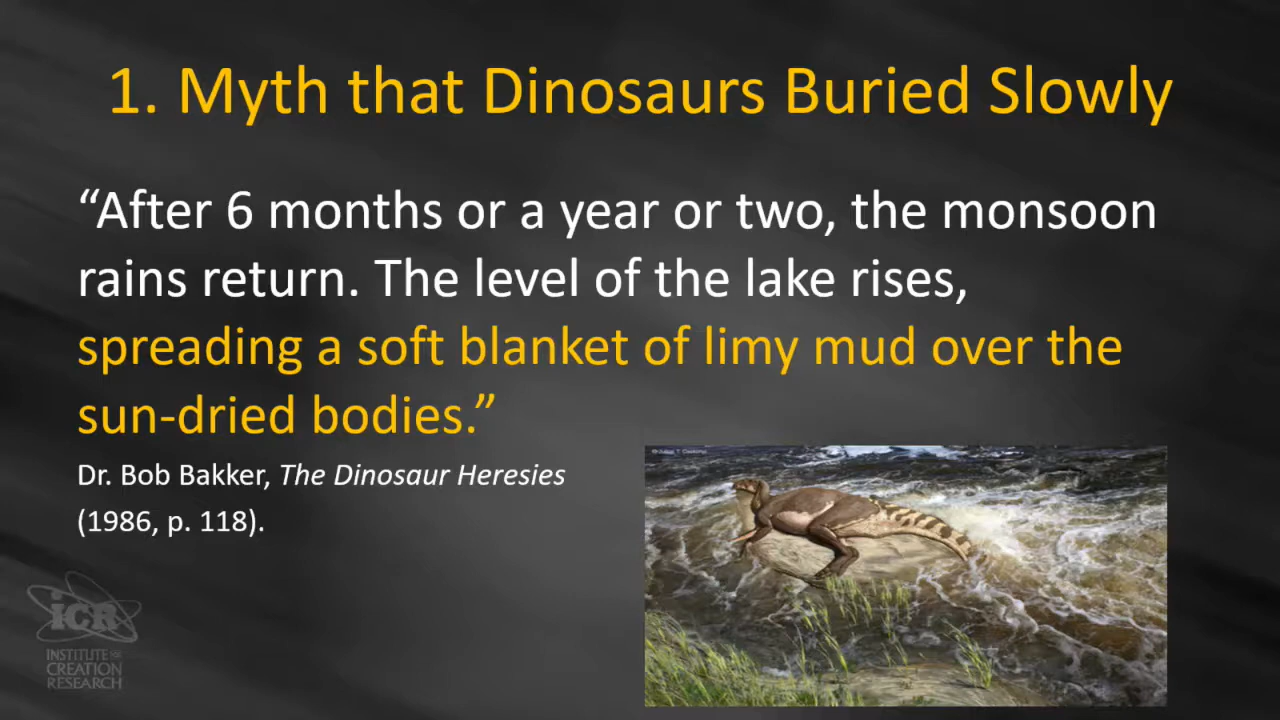 1. Myth that Dinosaurs Buried Slowly
“After 6 months or a year or two, the monsoon
rains return. The level of the lake rises,
spreading a soft blanket of limy mud over the
sun-dried bodies.”
Dr. Bob Bakker, The Dinosaur Heresies
(1986, p. 118).
iCR
INSTITUTE for
CREATION
RESEARCH